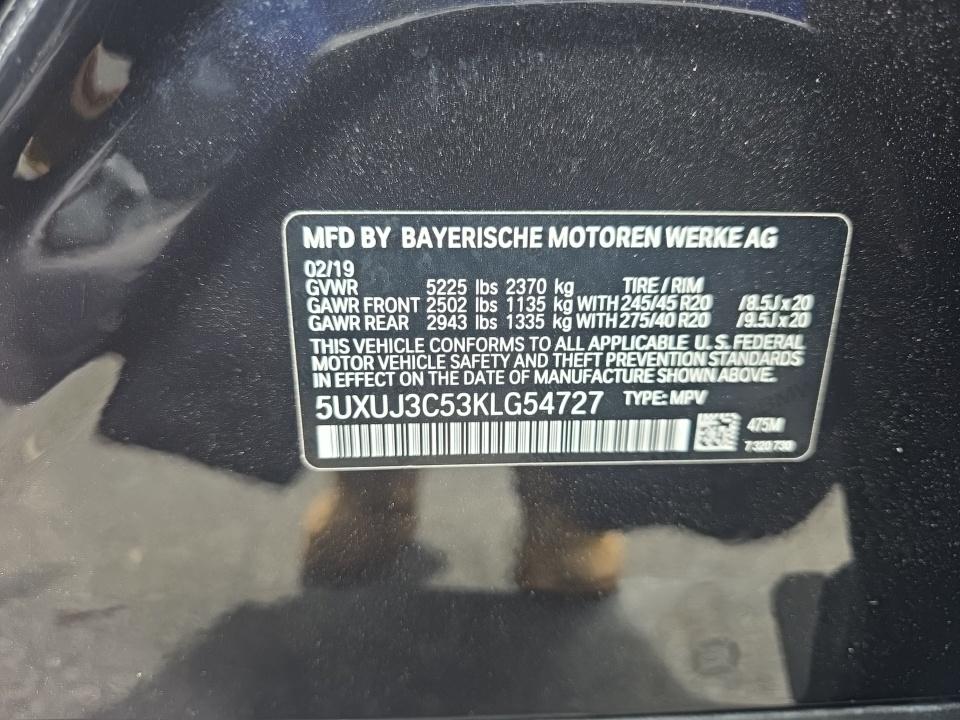 MFD BY BAYERISCHE MOTOREN WERKE AG
02/19
GVWR 5225 lbs 2370 kg TIRE / RIM
GAWR FRONT 2502 lbs 1135 kg WITH 245/45 R20 /8.5J x 20
GAWR REAR 2943 lbs 1335 kg WITH 275/40 R20 /9.5J x 20
THIS VEHICLE CONFORMS TO ALL APPLICABLE U. S. FEDERAL
MOTOR VEHICLE SAFETY AND THEFT PREVENTION STANDARDS
IN EFFECT ON THE DATE OF MANUFACTURE SHOWN ABOVE.
5UXUJ3C53KLG54727 TYPE: MPV
475M
7 320 730